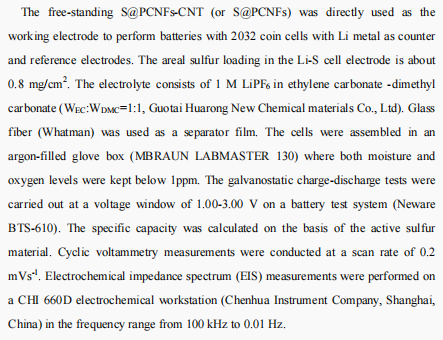 The free-standing S@PCNFs-CNT (or S@PCNFs) was directly used as the
working electrode to perform batteries with 2032 coin cells with Li metal as counter
and reference electrodes. The areal sulfur loading in the Li-S cell electrode is about
0.8 mg/cm². The electrolyte consists of 1 M LiPF₆ in ethylene carbonate -dimethyl
carbonate (WEC:WDMC=1:1, Guotai Huarong New Chemical materials Co., Ltd). Glass
fiber (Whatman) was used as a separator film. The cells were assembled in an
argon-filled glove box (MBRAUN LABMASTER 130) where both moisture and
oxygen levels were kept below 1ppm. The galvanostatic charge-discharge tests were
carried out at a voltage window of 1.00-3.00 V on a battery test system (Neware
BTS-610). The specific capacity was calculated on the basis of the active sulfur
material. Cyclic voltammetry measurements were conducted at a scan rate of 0.2
mVs⁻¹. Electrochemical impedance spectrum (EIS) measurements were performed on
a CHI 660D electrochemical workstation (Chenhua Instrument Company, Shanghai,
China) in the frequency range from 100 kHz to 0.01 Hz.